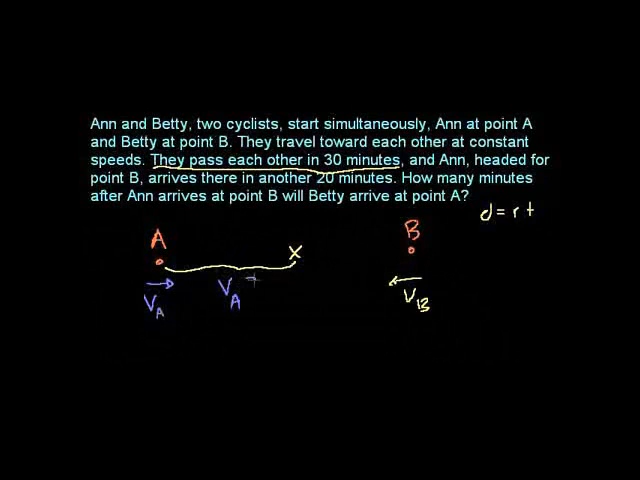 Ann and Betty, two cyclists, start simultaneously, Ann at point A
and Betty at point B. They travel toward each other at constant
speeds. They pass each other in 30 minutes, and Ann, headed for
point B, arrives there in another 20 minutes. How many minutes
after Ann arrives at point B will Betty arrive at point A?
d = r t
A
B
X
V_A
V_A
V_B